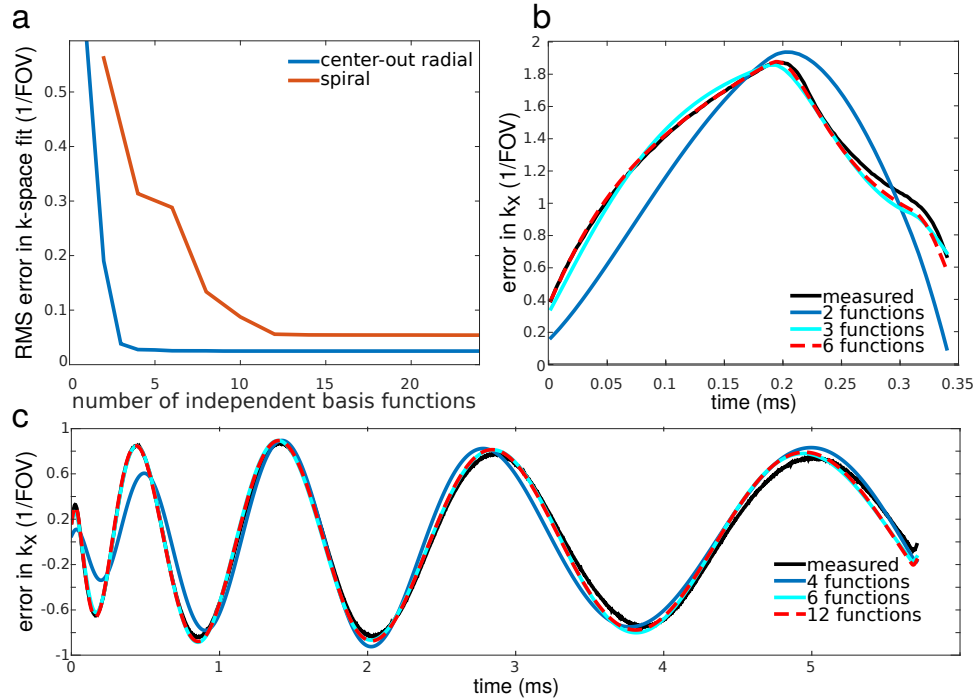 a
RMS error in k-space fit (1/FOV)
0.5
0.3
0.2
0.1
0
center-out radial
spiral
0 5 10 15 20
number of independent basis functions
b
error in kx (1/FOV)
2
1.8
1.6
1.4
1.2
1
0.8
0.6
0.4
0.2
0
measured
2 functions
3 functions
6 functions
0 0.05 0.1 0.15 0.2 0.25 0.3 0.35
time (ms)
c
error in kx (1/FOV)
1
0.6
0.2
-0.2
-0.6
-1
measured
4 functions
6 functions
12 functions
0 1 2 3 4 5
time (ms)